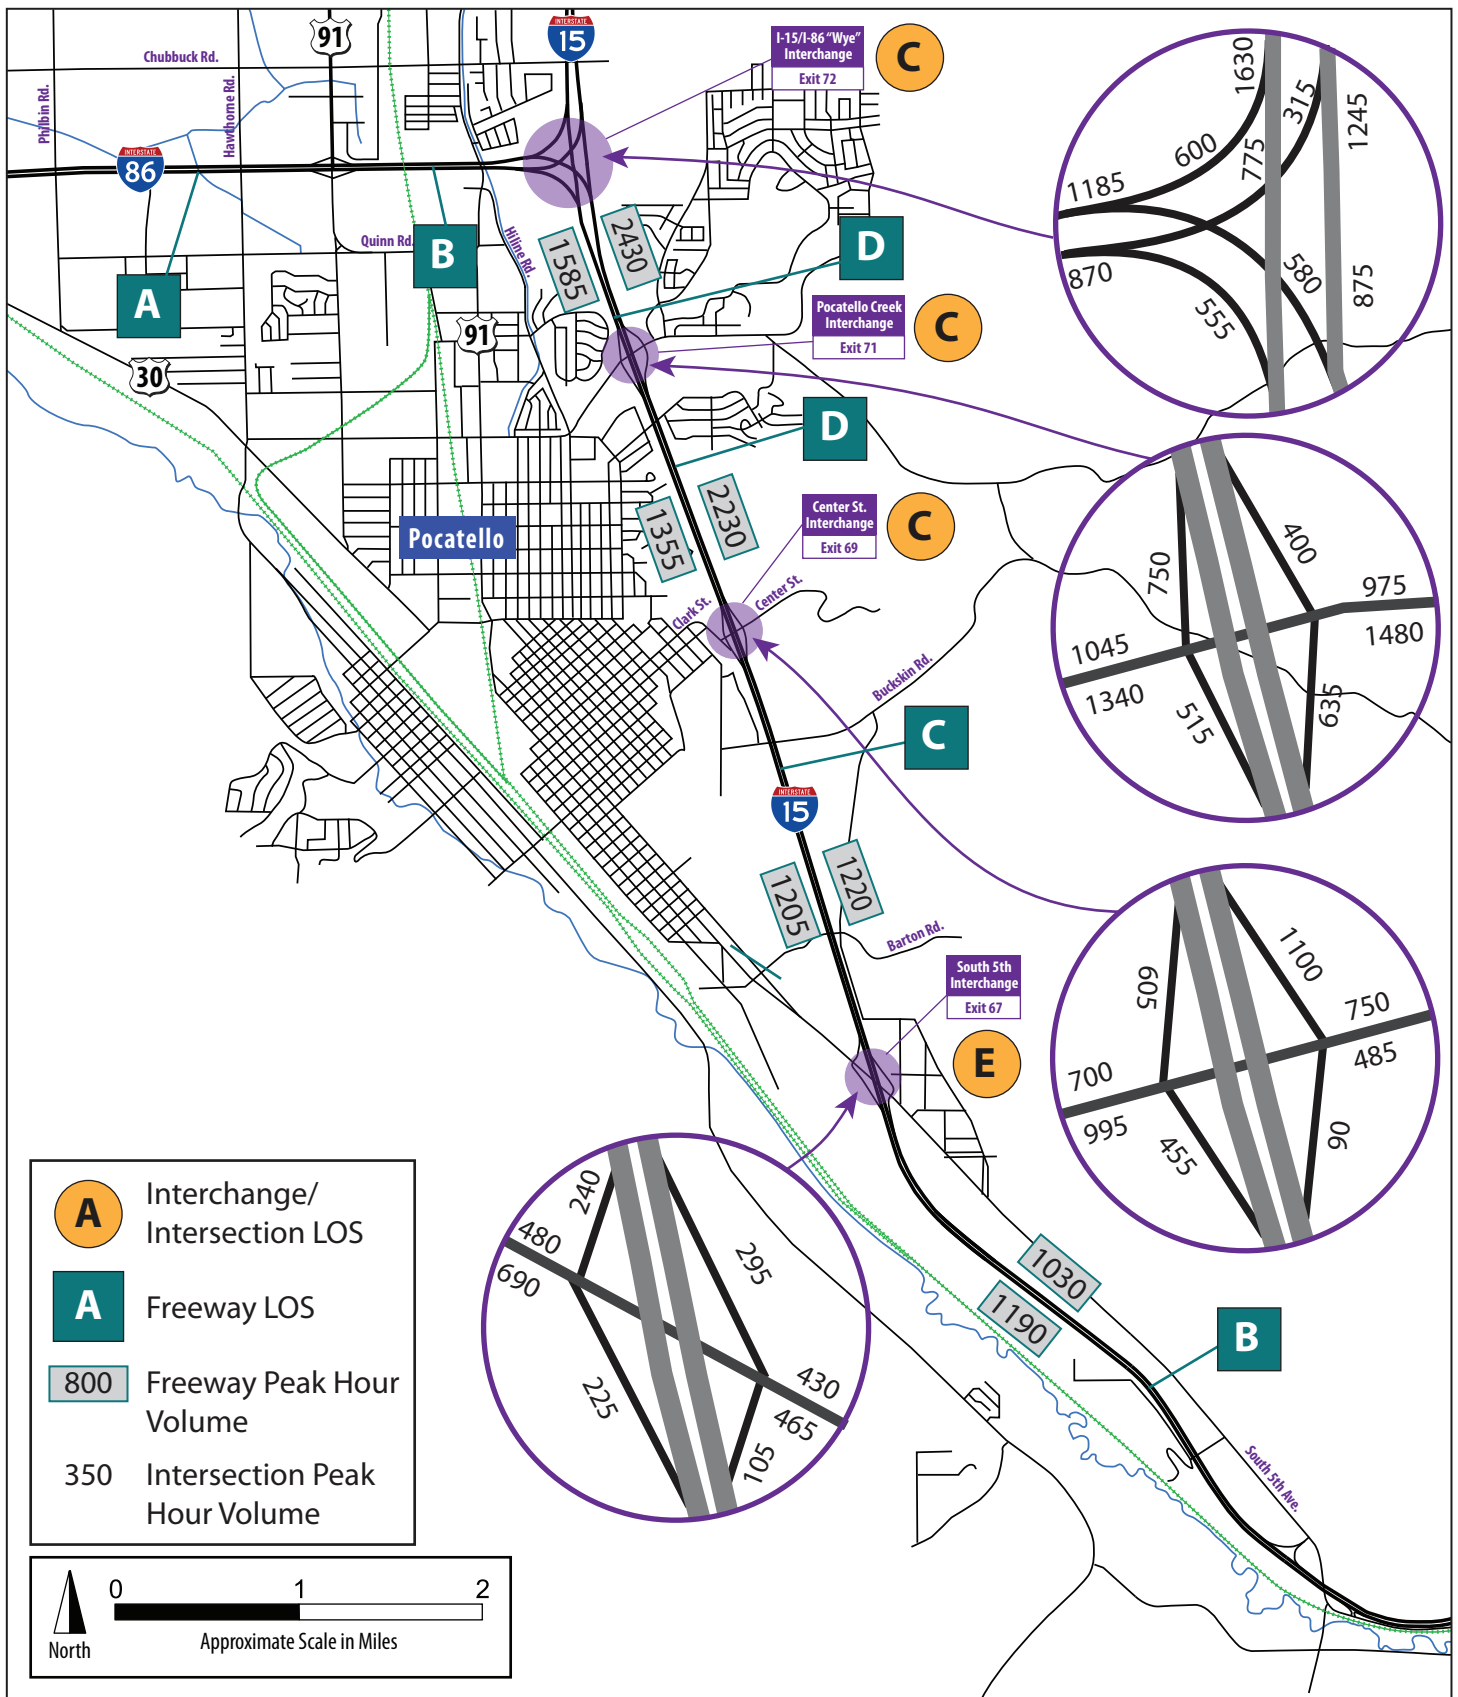 INTERSTATE
15
91
Chubbuck Rd.
Philbin Rd.
Hawthorne Rd.
INTERSTATE
86
I-15/I-86 “Wye”
Interchange
Exit 72
C
1630
315
1245
600
775
1185
870
580
875
555
Quinn Rd.
B
Hiline Rd.
A
1585
2430
D
Pocatello Creek
Interchange
Exit 71
C
91
30
D
Pocatello
1355
2230
Center St.
Interchange
Exit 69
C
Clark St.
Center St.
750
400
975
1480
1045
1340
515
635
Buckskin Rd.
C
INTERSTATE
15
1205
1220
Barton Rd.
South 5th
Interchange
Exit 67
E
605
1100
750
485
700
995
455
90
240
480
690
295
225
430
465
105
1030
1190
B
South 5th Ave.
A
Interchange/
Intersection LOS
A
Freeway LOS
800
Freeway Peak Hour
Volume
350
Intersection Peak
Hour Volume
0 1 2
Approximate Scale in Miles
North